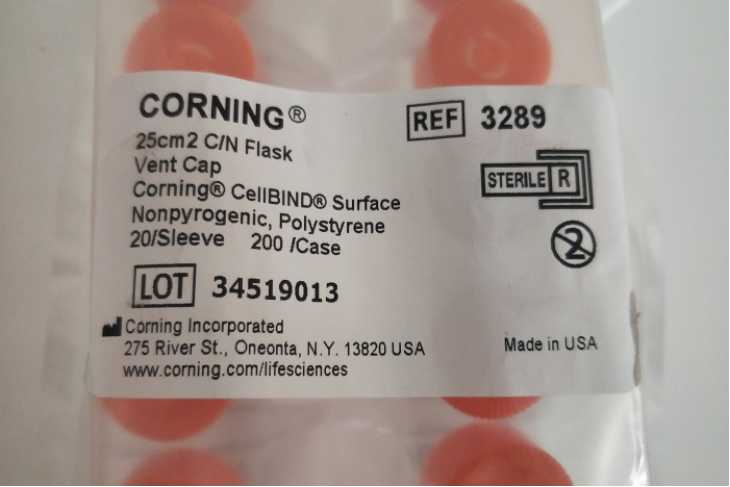 CORNING®
REF 3289
25cm2 C/N Flask
Vent Cap
Corning® CellBIND® Surface
Nonpyrogenic, Polystyrene
20/Sleeve 200 /Case
STERILE R
2
LOT 34519013
Corning Incorporated
275 River St., Oneonta, N.Y. 13820 USA
www.corning.com/lifesciences
Made in USA